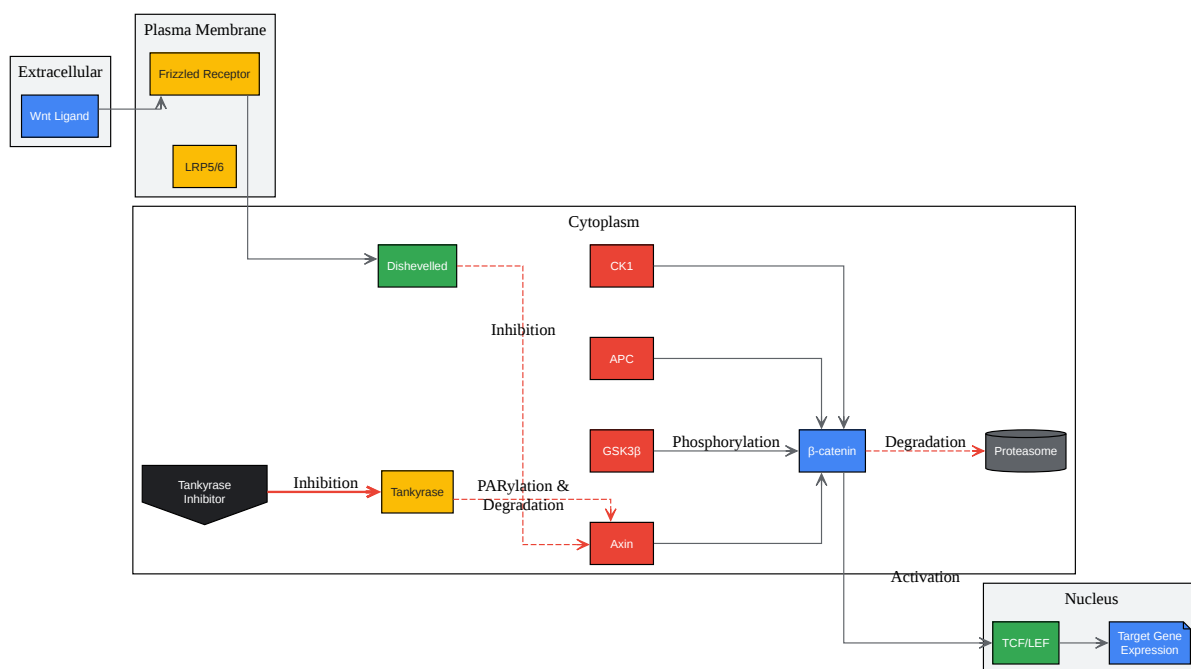 Plasma Membrane
Frizzled Receptor
Extracellular
Wnt Ligand
LRP5/6
Cytoplasm
Dishevelled
CK1
Inhibition
APC
GSK3β
Phosphorylation
β-catenin
Degradation
Proteasome
Tankyrase
Inhibitor
Inhibition
Tankyrase
PARylation &
Degradation
Axin
Activation
Nucleus
TCF/LEF
Target Gene
Expression